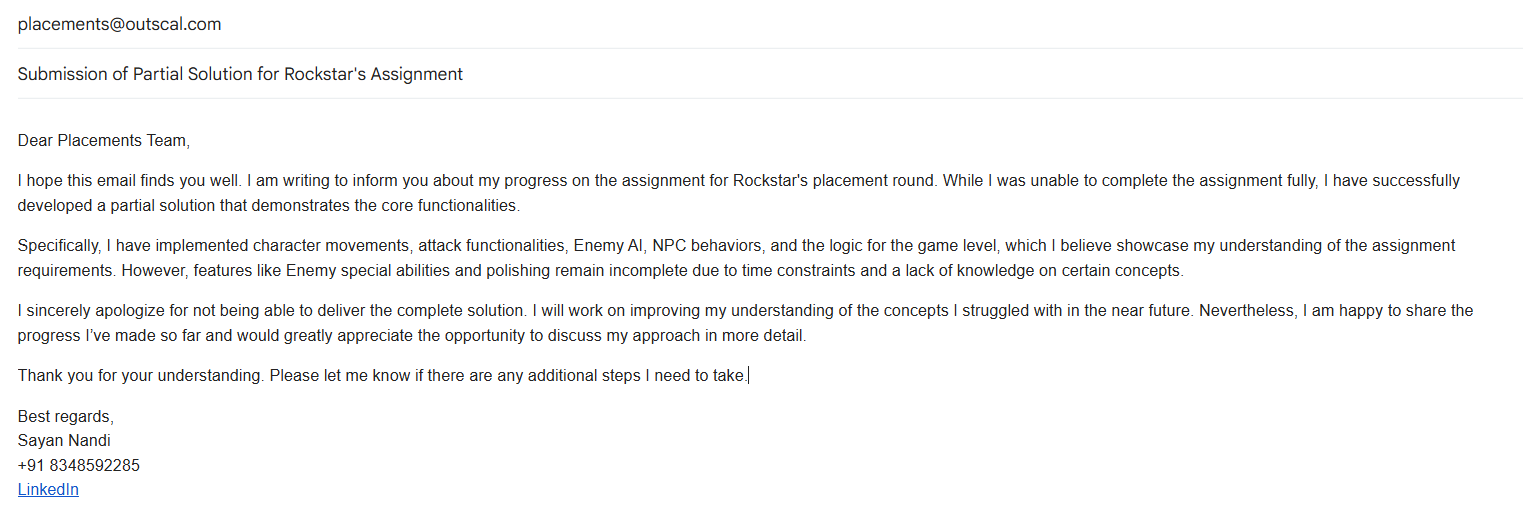 placements@outscal.com
Submission of Partial Solution for Rockstar's Assignment
Dear Placements Team,
I hope this email finds you well. I am writing to inform you about my progress on the assignment for Rockstar's placement round. While I was unable to complete the assignment fully, I have successfully
developed a partial solution that demonstrates the core functionalities.
Specifically, I have implemented character movements, attack functionalities, Enemy AI, NPC behaviors, and the logic for the game level, which I believe showcase my understanding of the assignment
requirements. However, features like Enemy special abilities and polishing remain incomplete due to time constraints and a lack of knowledge on certain concepts.
I sincerely apologize for not being able to deliver the complete solution. I will work on improving my understanding of the concepts I struggled with in the near future. Nevertheless, I am happy to share the
progress I’ve made so far and would greatly appreciate the opportunity to discuss my approach in more detail.
Thank you for your understanding. Please let me know if there are any additional steps I need to take.
Best regards,
Sayan Nandi
+91 8348592285
LinkedIn